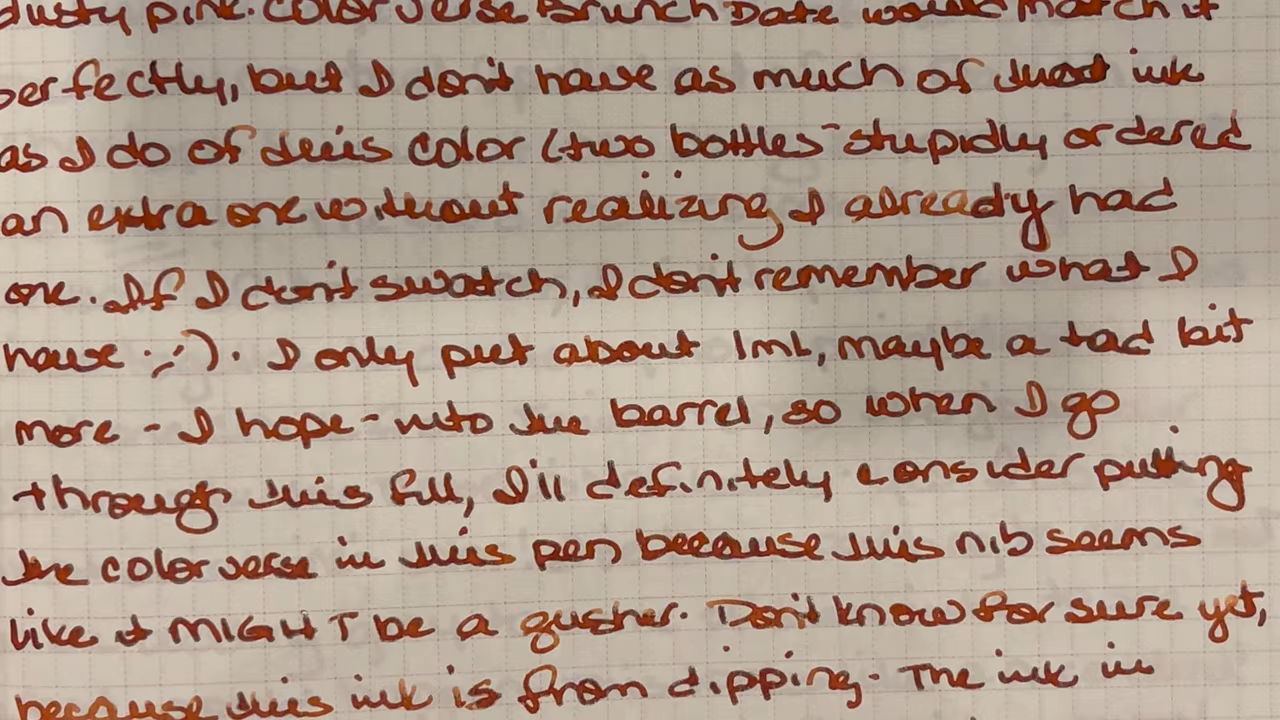 dusty pink. Colorverse Brunch Date would match it
perfectly, but I don't have as much of that ink
as I do of this color (two bottles - stupidly ordered
an extra one without realizing I already had
one. If I don't swatch, I don't remember what I
have ;-). I only put about 1mL, maybe a tad bit
more - I hope - into the barrel, so when I go
through this fill, I'll definitely consider putting
the colorverse in this pen because this nib seems
like it MIGHT be a gusher. Don't know for sure yet,
because this ink is from dipping. The ink in